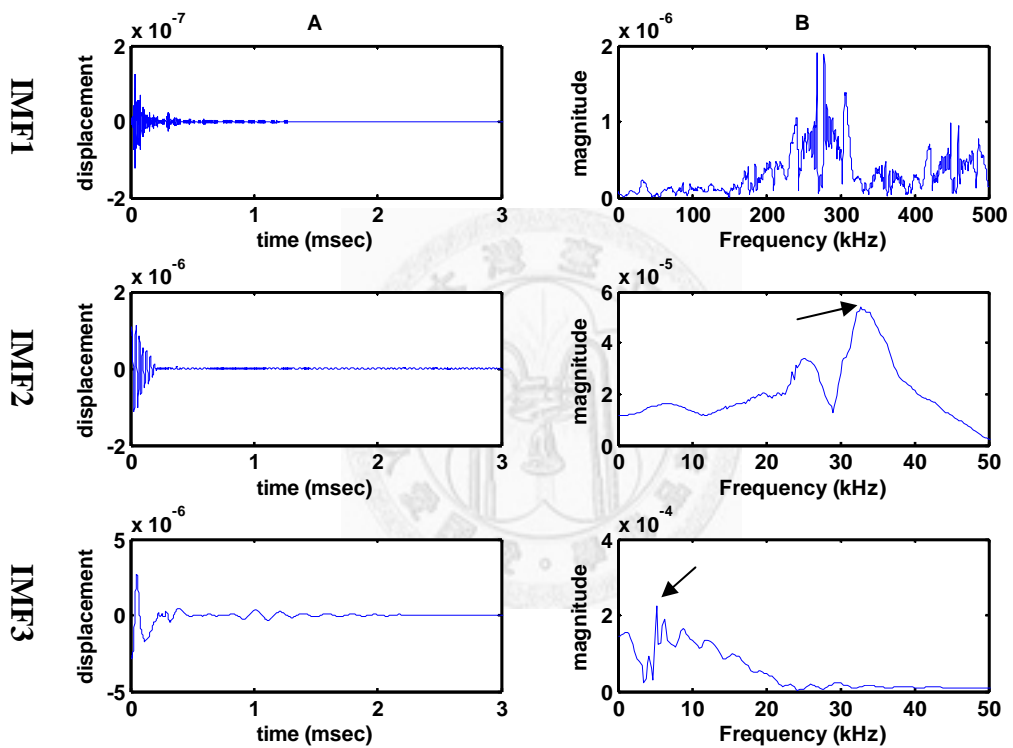 A
B
IMF1
x 10^-7
displacement
2
0
-2
0 1 2 3
time (msec)
x 10^-6
magnitude
2
1
0
0 100 200 300 400 500
Frequency (kHz)
IMF2
x 10^-6
displacement
2
0
-2
0 1 2 3
time (msec)
x 10^-5
magnitude
6
4
2
0
0 10 20 30 40 50
Frequency (kHz)
IMF3
x 10^-6
displacement
5
0
-5
0 1 2 3
time (msec)
x 10^-4
magnitude
4
2
0
0 10 20 30 40 50
Frequency (kHz)